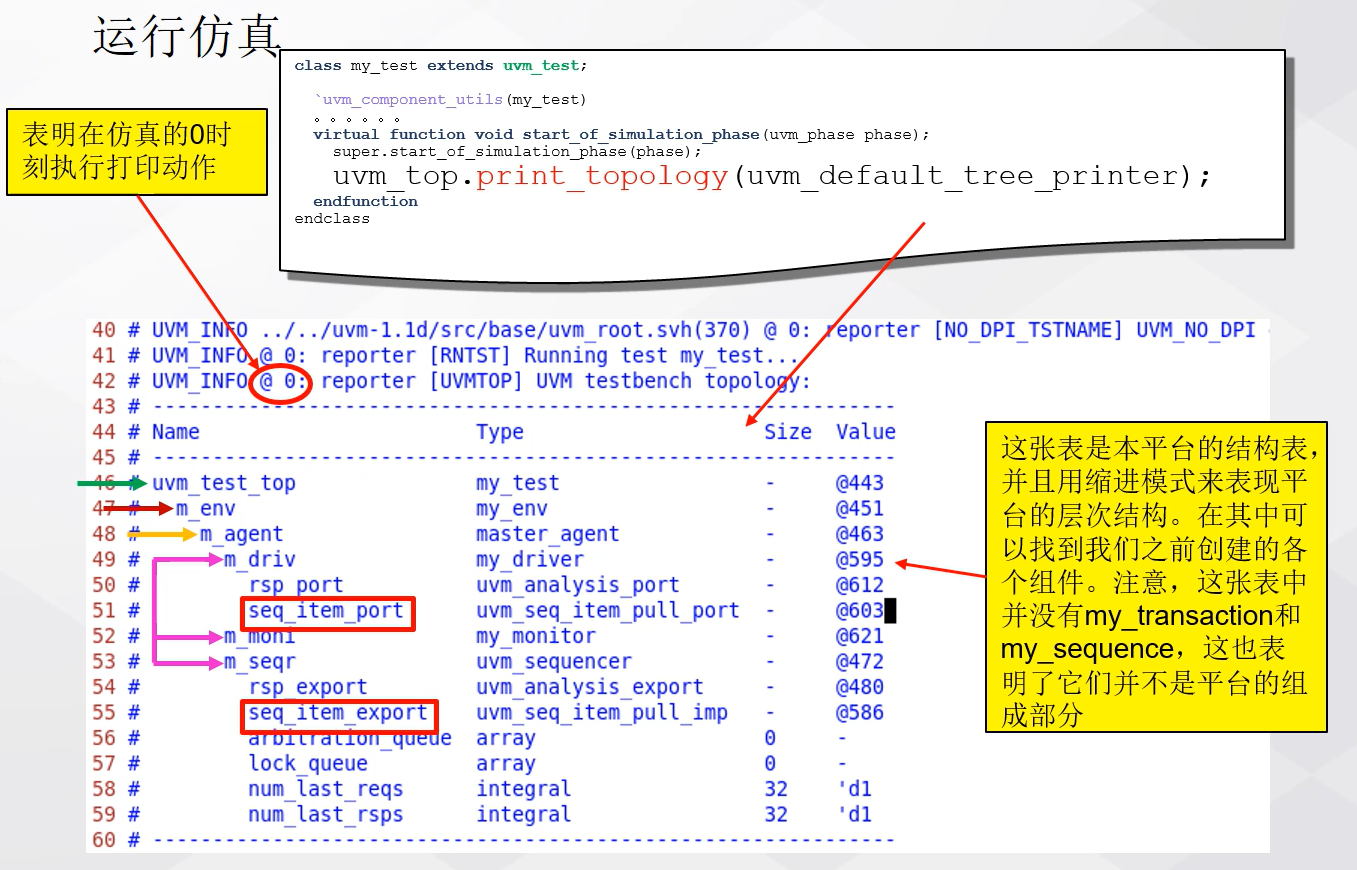 运行仿真
class my_test extends uvm_test;
`uvm_component_utils(my_test)
。。。。。。
virtual function void start_of_simulation_phase(uvm_phase phase);
super.start_of_simulation_phase(phase);
uvm_top.print_topology(uvm_default_tree_printer);
endfunction
endclass
表明在仿真的0时
刻执行打印动作
40 # UVM_INFO ../../uvm-1.1d/src/base/uvm_root.svh(370) @ 0: reporter [NO_DPI_TSTNAME] UVM_NO_DPI
41 # UVM_INFO @ 0: reporter [RNTST] Running test my_test...
42 # UVM_INFO @ 0: reporter [UVMTOP] UVM testbench topology:
43 # --------------------------------------------------------------
44 # Name Type Size Value
45 # --------------------------------------------------------------
46 # uvm_test_top my_test - @443
47 # m_env my_env - @451
48 # m_agent master_agent - @463
49 # m_driv my_driver - @595
50 # rsp_port uvm_analysis_port - @612
51 # seq_item_port uvm_seq_item_pull_port - @603
52 # m_moni my_monitor - @621
53 # m_seqr uvm_sequencer - @472
54 # rsp_export uvm_analysis_export - @480
55 # seq_item_export uvm_seq_item_pull_imp - @586
56 # arbitration_queue array 0 -
57 # lock_queue array 0 -
58 # num_last_reqs integral 32 'd1
59 # num_last_rsps integral 32 'd1
60 # --------------------------------------------------------------
这张表是本平台的结构表，
并且用缩进模式来表现平
台的层次结构。在其中可
以找到我们之前创建的各
个组件。注意，这张表中
并没有my_transaction和
my_sequence，这也表
明了它们并不是平台的组
成部分